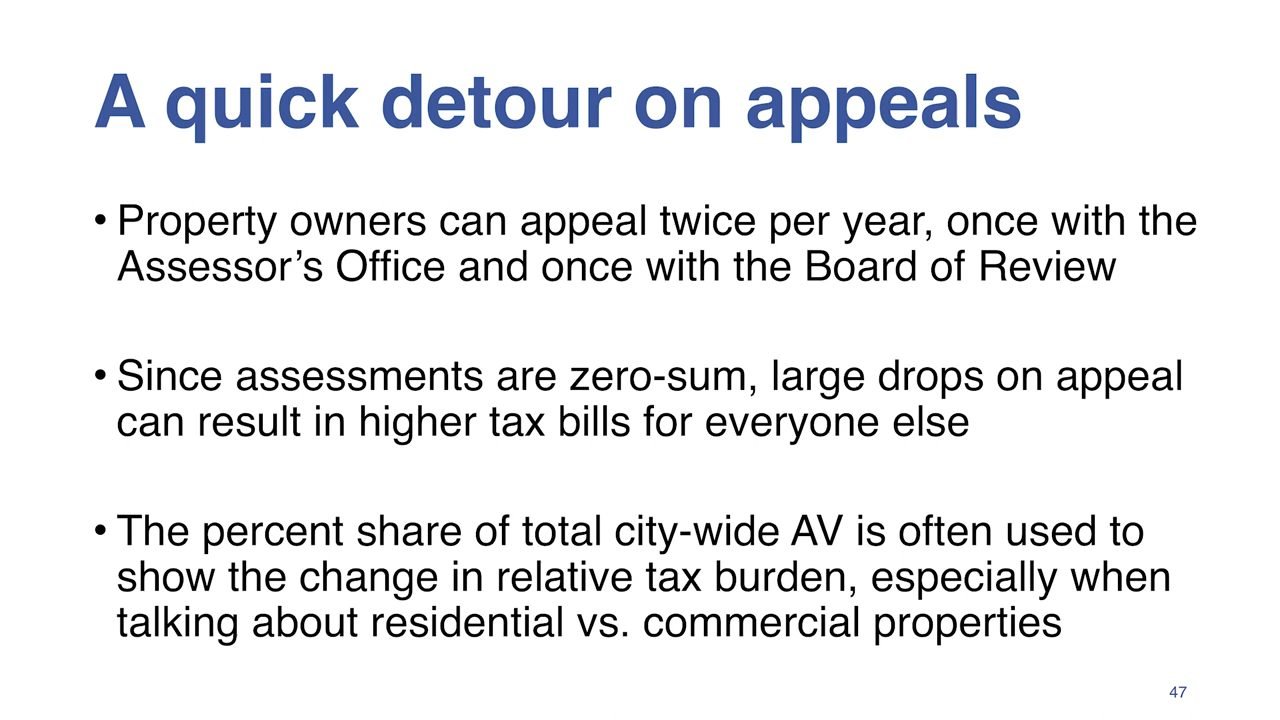 A quick detour on appeals
• Property owners can appeal twice per year, once with the
Assessor’s Office and once with the Board of Review
• Since assessments are zero-sum, large drops on appeal
can result in higher tax bills for everyone else
• The percent share of total city-wide AV is often used to
show the change in relative tax burden, especially when
talking about residential vs. commercial properties
47